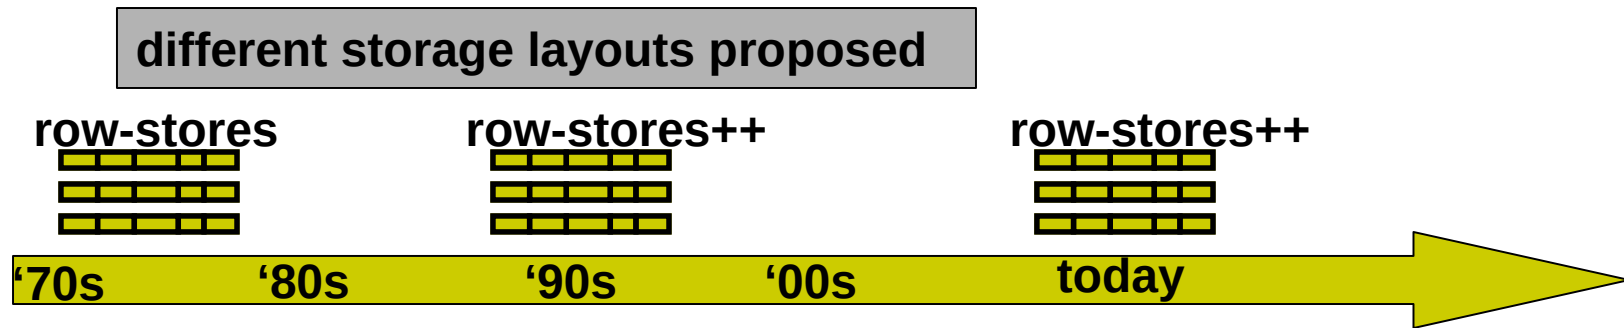 different storage layouts proposed
row-stores row-stores++ row-stores++
‘70s ‘80s ‘90s ‘00s today